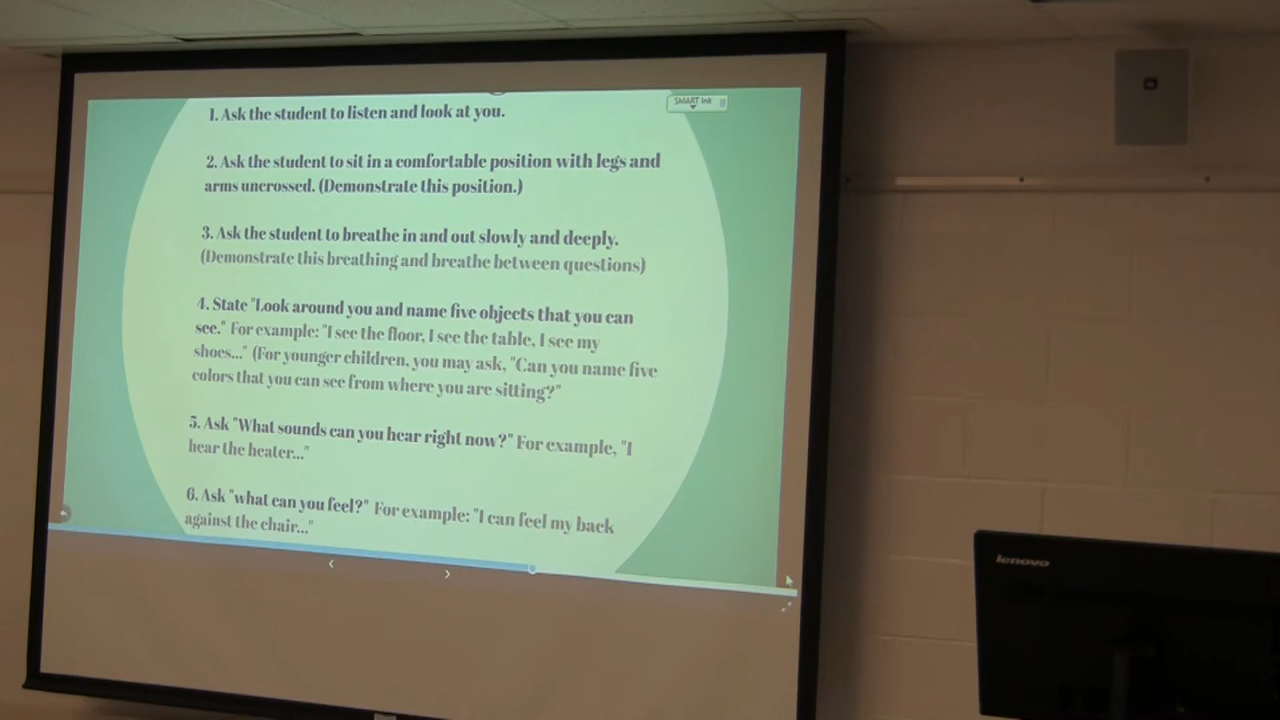 SMART Ink
1. Ask the student to listen and look at you.
2. Ask the student to sit in a comfortable position with legs and
arms uncrossed. (Demonstrate this position.)
3. Ask the student to breathe in and out slowly and deeply.
(Demonstrate this breathing and breathe between questions)
4. State "Look around you and name five objects that you can
see." For example: "I see the floor, I see the table, I see my
shoes..." (For younger children, you may ask, "Can you name five
colors that you can see from where you are sitting?"
5. Ask "What sounds can you hear right now?" For example, "I
hear the heater..."
6. Ask "what can you feel?" For example: "I can feel my back
against the chair..."
lenovo